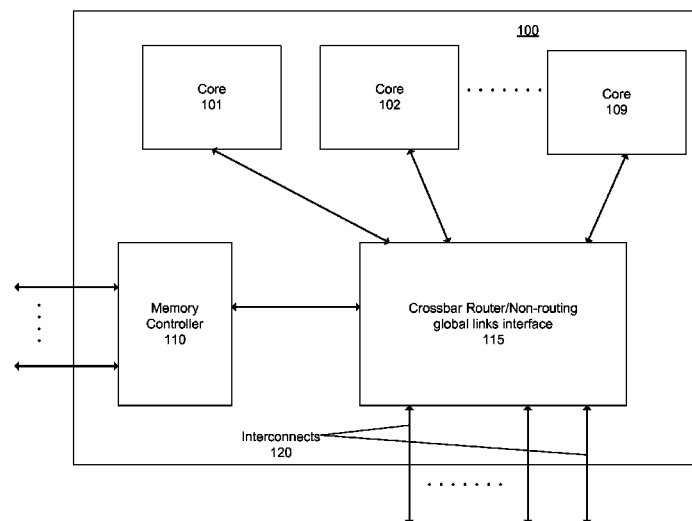 100
Core
101
Core
102
Core
109
Memory
Controller
110
Crossbar Router/Non-routing
global links interface
115
Interconnects
120